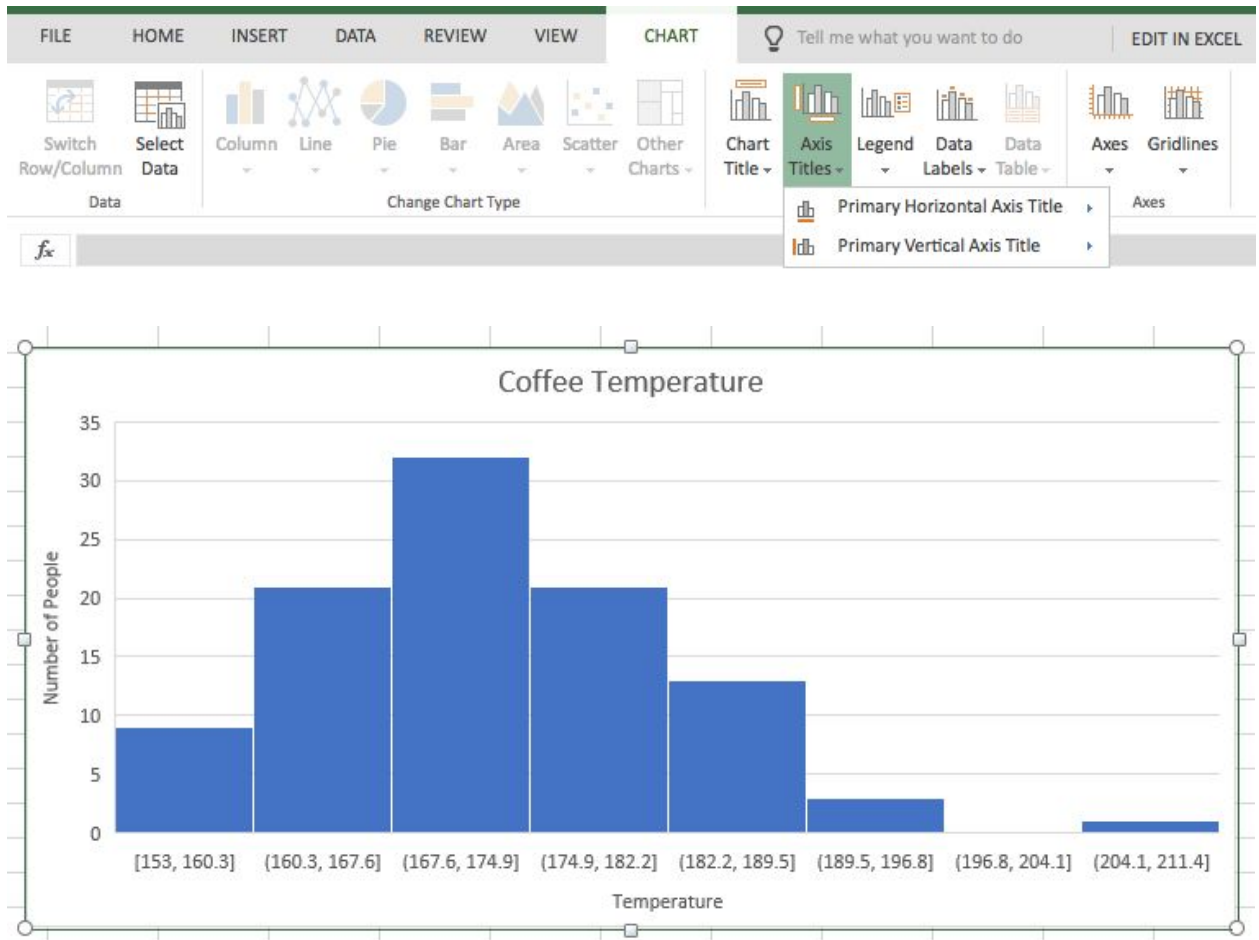 FILE HOME INSERT DATA REVIEW VIEW CHART Tell me what you want to do EDIT IN EXCEL
Switch Row/Column
Select Data
Column
Line
Pie
Bar
Area
Scatter
Other Charts
Chart Title
Axis Titles
Legend
Data Labels
Data Table
Axes
Gridlines
Data
Change Chart Type
Axes
Primary Horizontal Axis Title
Primary Vertical Axis Title
fx
Coffee Temperature
35
30
25
20
15
10
5
0
Number of People
[153, 160.3] (160.3, 167.6] (167.6, 174.9] (174.9, 182.2] (182.2, 189.5] (189.5, 196.8] (196.8, 204.1] (204.1, 211.4]
Temperature